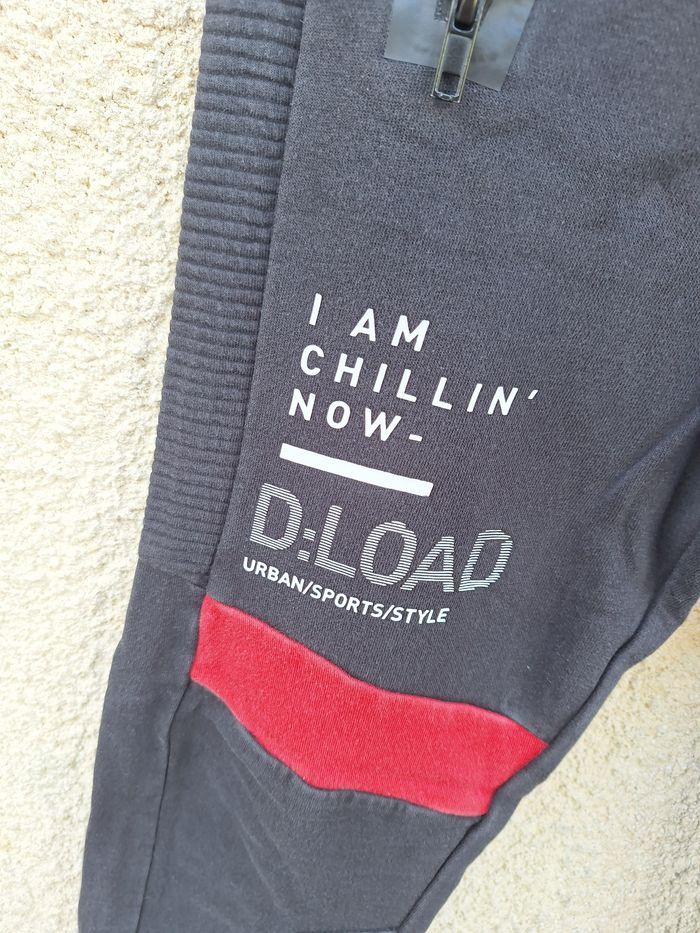 I AM
CHILLIN'
NOW-
D:LOAD
URBAN/SPORTS/STYLE